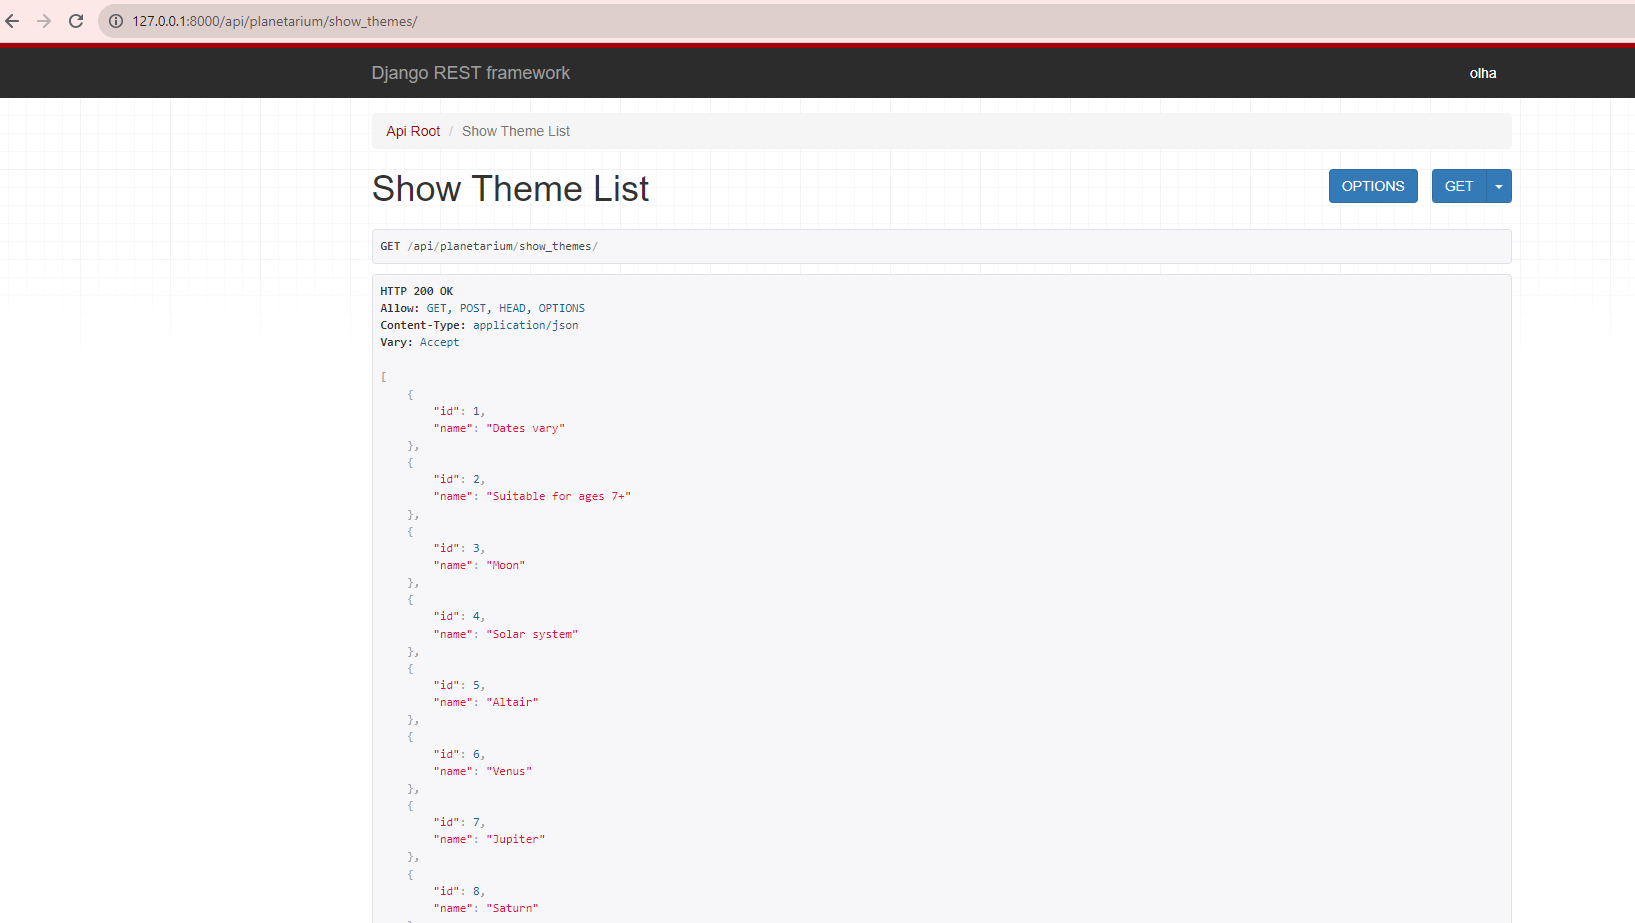 127.0.0.1:8000/api/planetarium/show_themes/
Django REST framework
olha
Api Root / Show Theme List
Show Theme List
OPTIONS
GET
GET /api/planetarium/show_themes/
HTTP 200 OK
Allow: GET, POST, HEAD, OPTIONS
Content-Type: application/json
Vary: Accept
[
{
"id": 1,
"name": "Dates vary"
},
{
"id": 2,
"name": "Suitable for ages 7+"
},
{
"id": 3,
"name": "Moon"
},
{
"id": 4,
"name": "Solar system"
},
{
"id": 5,
"name": "Altair"
},
{
"id": 6,
"name": "Venus"
},
{
"id": 7,
"name": "Jupiter"
},
{
"id": 8,
"name": "Saturn"